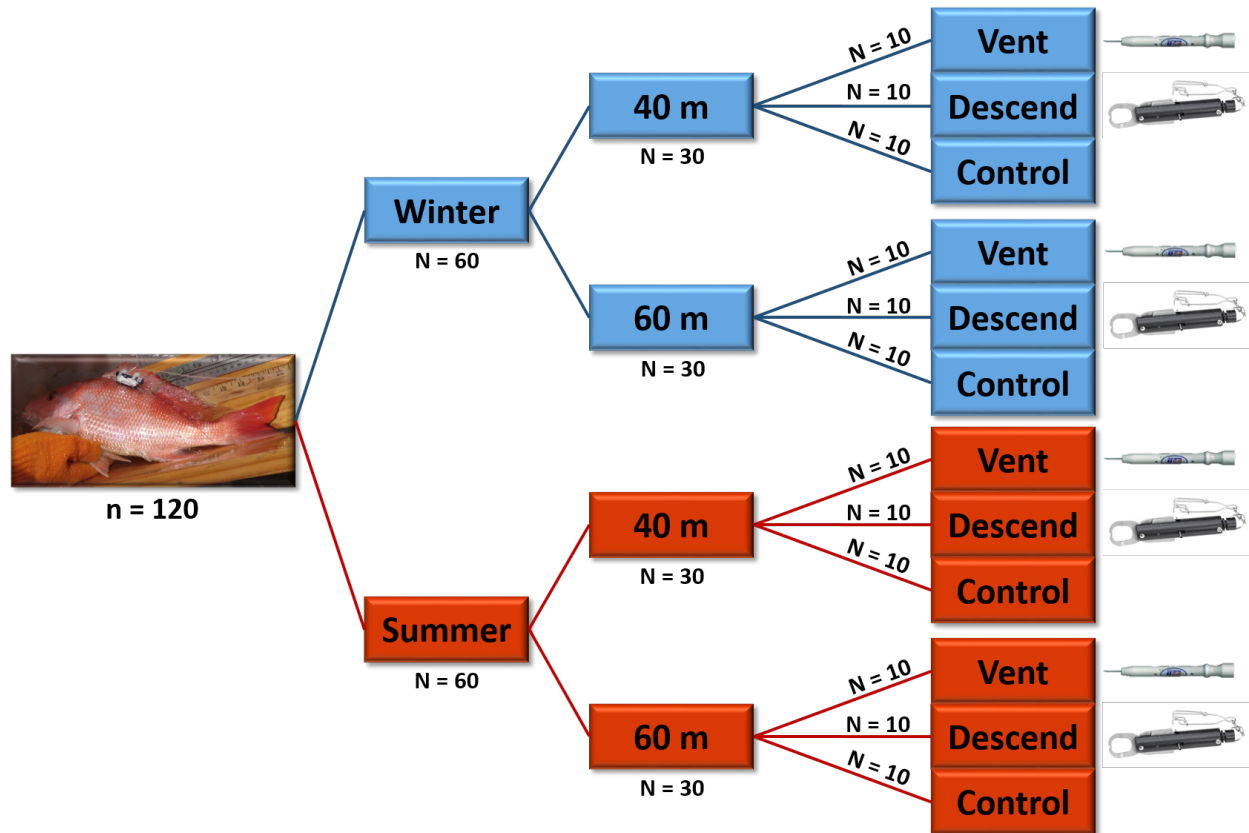 n = 120
Winter
N = 60
40 m
N = 30
N = 10
Vent
N = 10
Descend
N = 10
Control
60 m
N = 30
N = 10
Vent
N = 10
Descend
N = 10
Control
Summer
N = 60
40 m
N = 30
N = 10
Vent
N = 10
Descend
N = 10
Control
60 m
N = 30
N = 10
Vent
N = 10
Descend
N = 10
Control